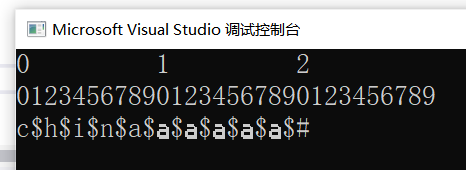 Microsoft Visual Studio 调试控制台
0         1         2
012345678901234567890123456789
c$h$i$n$a$a$a$a$a$a$#